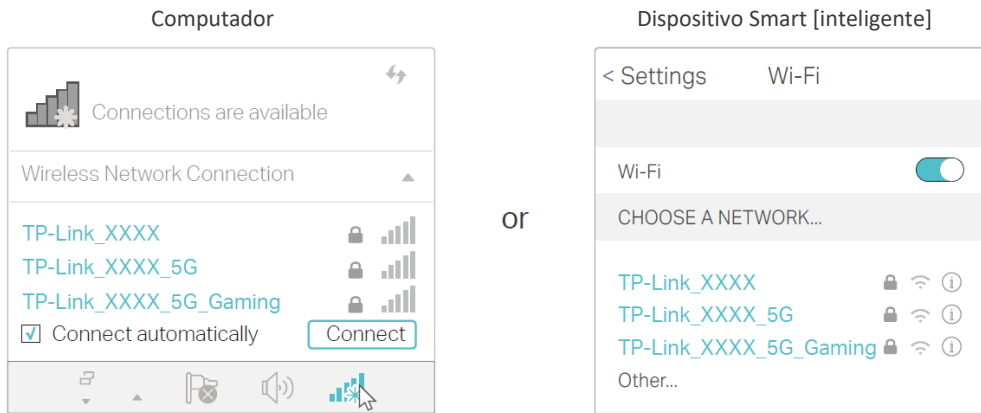 Computador
Connections are available
Wireless Network Connection
TP-Link_XXXX
TP-Link_XXXX_5G
TP-Link_XXXX_5G_Gaming
Connect automatically
Connect
or
Dispositivo Smart [inteligente]
< Settings Wi-Fi
Wi-Fi
CHOOSE A NETWORK...
TP-Link_XXXX
TP-Link_XXXX_5G
TP-Link_XXXX_5G_Gaming
Other...